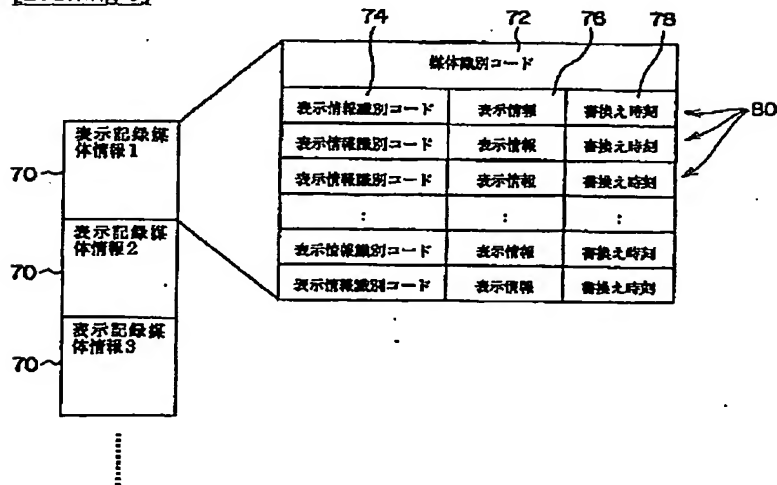 74 72 76 78
媒体識別コード
表示情報識別コード 表示情報 書換え時刻
80
表示情報識別コード 表示情報 書換え時刻
表示情報識別コード 表示情報 書換え時刻
: : :
表示情報識別コード 表示情報 書換え時刻
表示情報識別コード 表示情報 書換え時刻
表示記録媒
体情報1
70
表示記録媒
体情報2
70
表示記録媒
体情報3
70